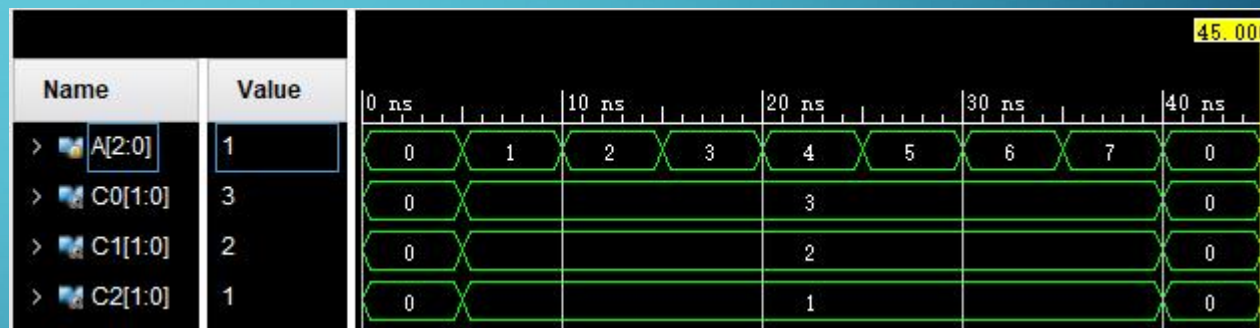 45.00
Name Value 0 ns 10 ns 20 ns 30 ns 40 ns
> A[2:0] 1 0 1 2 3 4 5 6 7 0
> C0[1:0] 3 0 3 0
> C1[1:0] 2 0 2 0
> C2[1:0] 1 0 1 0